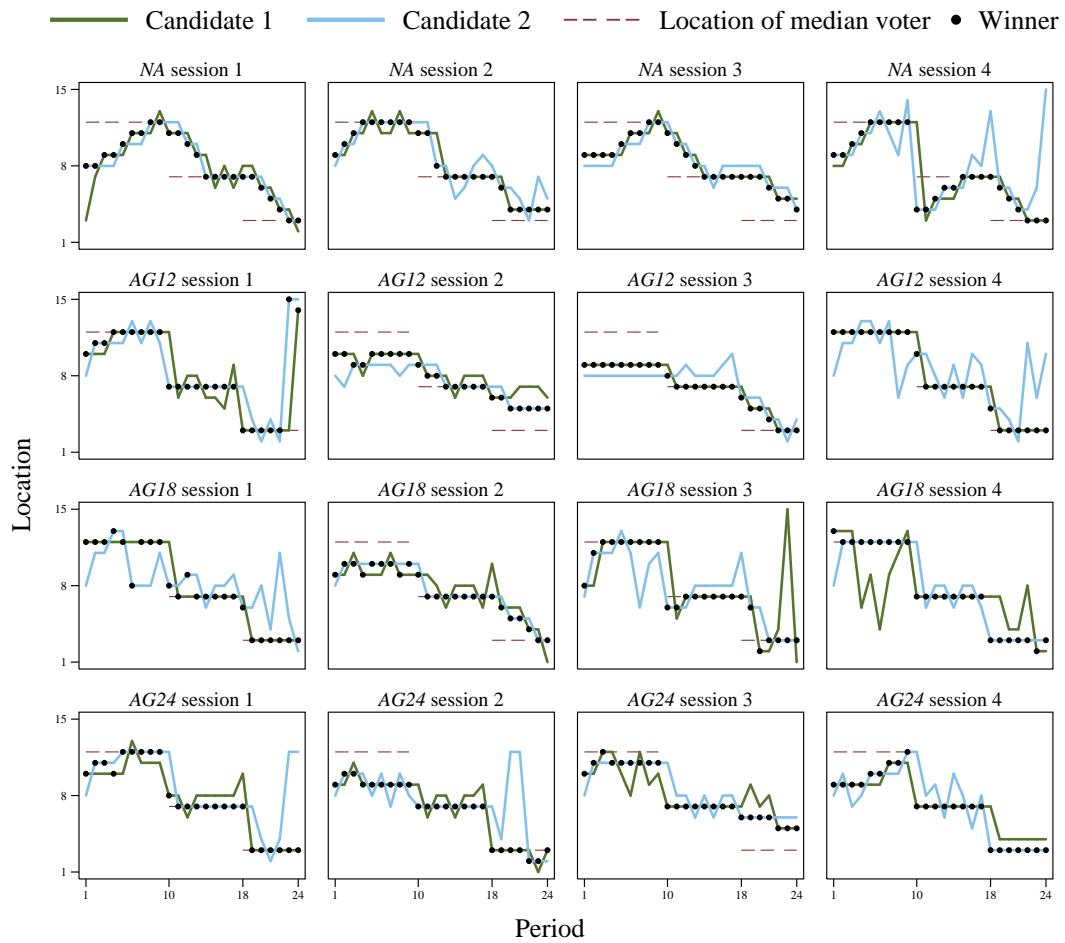 Candidate 1 Candidate 2 Location of median voter Winner
NA session 1 NA session 2 NA session 3 NA session 4
15
8
1
AG12 session 1 AG12 session 2 AG12 session 3 AG12 session 4
15
8
1
AG18 session 1 AG18 session 2 AG18 session 3 AG18 session 4
15
8
1
AG24 session 1 AG24 session 2 AG24 session 3 AG24 session 4
15
8
1
1 10 18 24 1 10 18 24 1 10 18 24 1 10 18 24
Location
Period